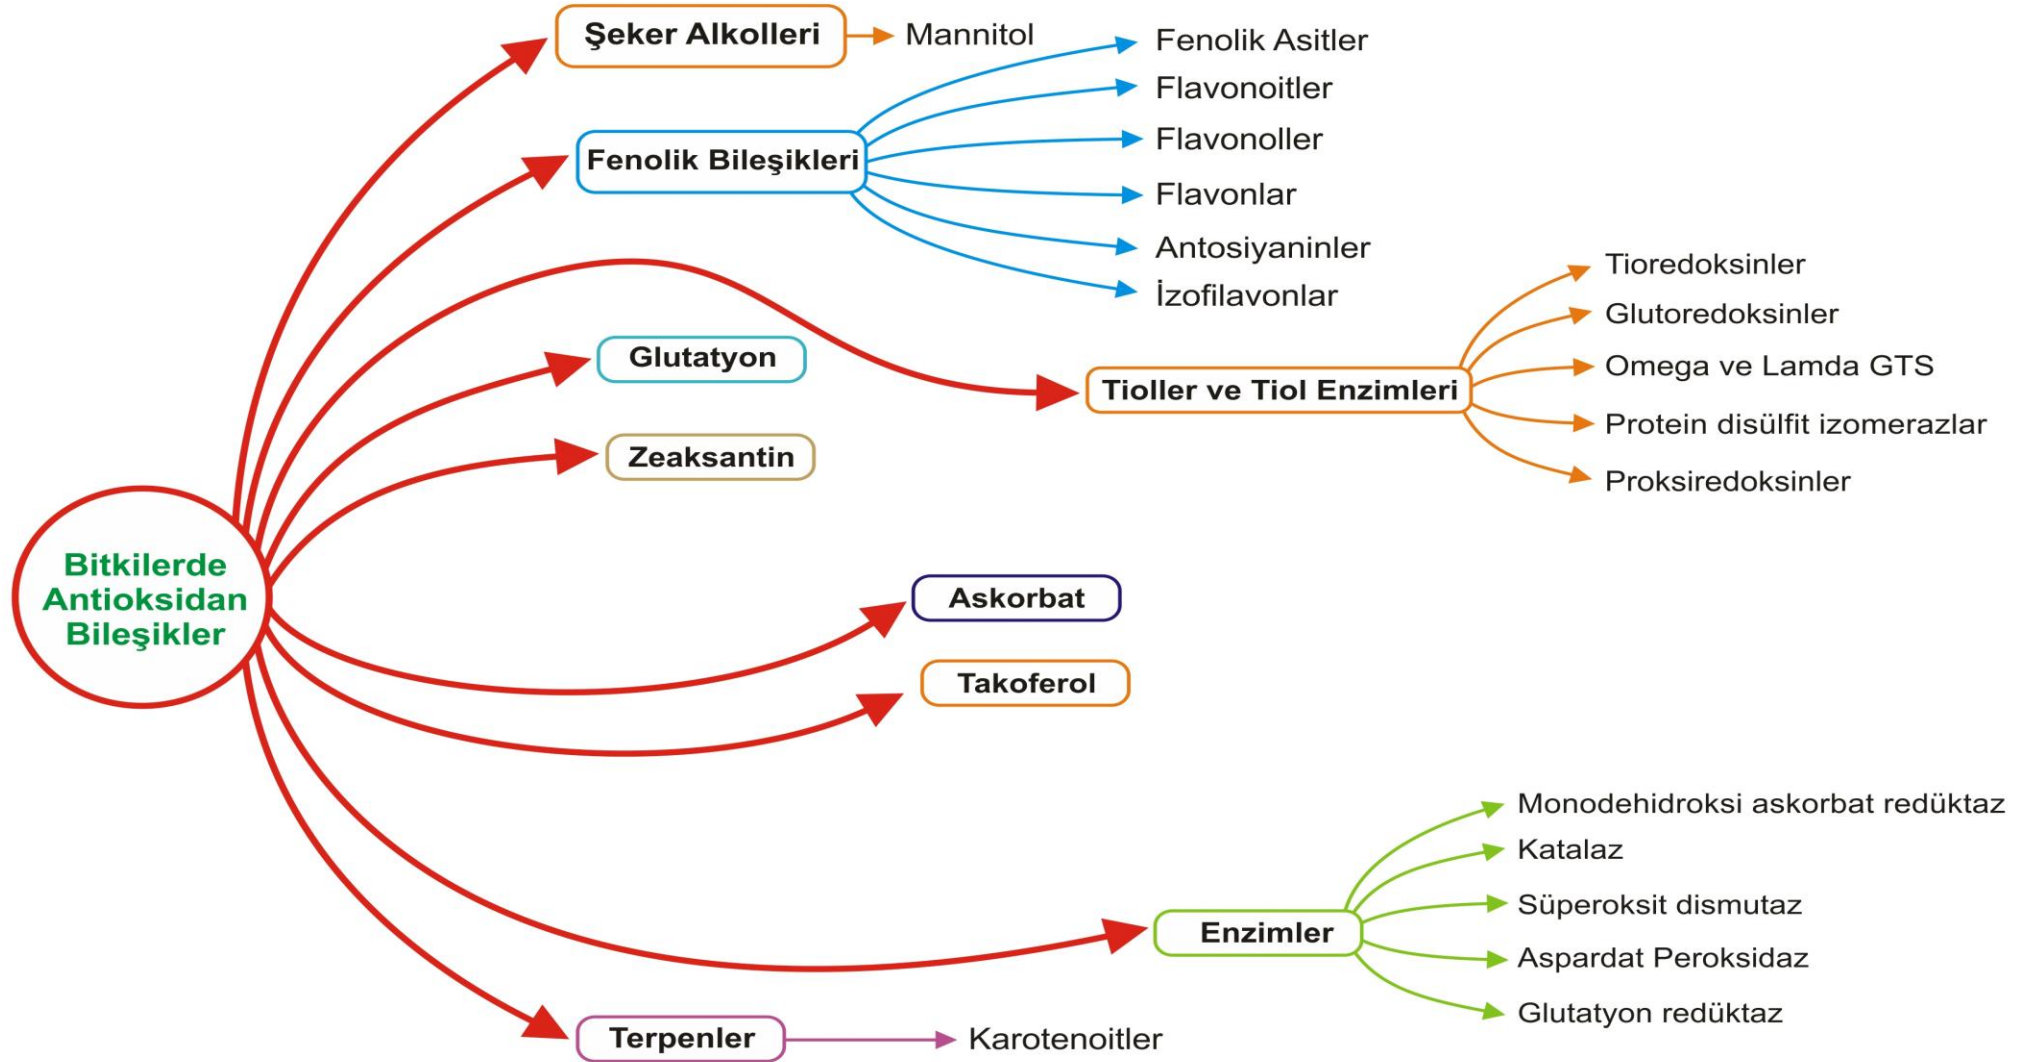 Bitkilerde
Antioksidan
Bileşikler
Şeker Alkolleri
Mannitol
Fenolik Bileşikleri
Fenolik Asitler
Flavonoitler
Flavonoller
Flavonlar
Antosiyaninler
İzofilavonlar
Tioller ve Tiol Enzimleri
Tioredoksinler
Glutoredoksinler
Omega ve Lamda GTS
Protein disülfit izomerazlar
Proksiredoksinler
Glutatyon
Zeaksantin
Askorbat
Takoferol
Enzimler
Monodehidroksi askorbat redüktaz
Katalaz
Süperoksit dismutaz
Aspardat Peroksidaz
Glutatyon redüktaz
Terpenler
Karotenoitler